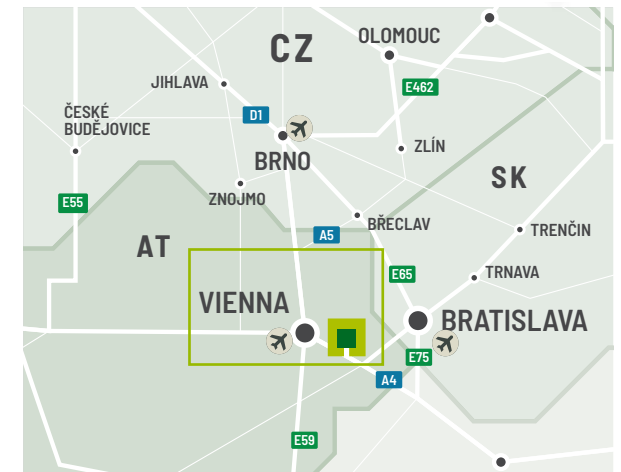 CZ
OLOMOUC
JIHLAVA
E462
ČESKÉ
BUDĚJOVICE
D1
ZLÍN
BRNO
SK
ZNOJMO
E55
BŘECLAV
TRENČIN
A5
AT
E65
TRNAVA
VIENNA
BRATISLAVA
E75
A4
E59